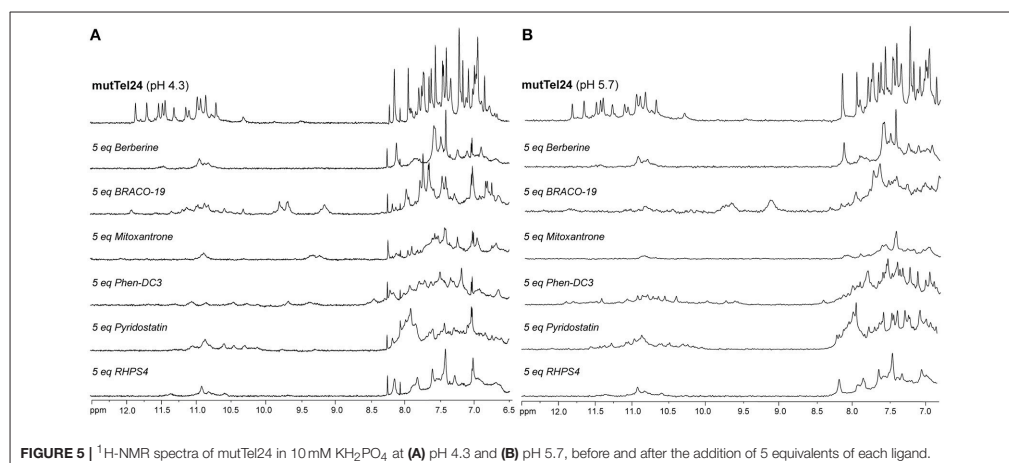 A
mutTel24 (pH 4.3)
5 eq Berberine
5 eq BRACO-19
5 eq Mitoxantrone
5 eq Phen-DC3
5 eq Pyridostatin
5 eq RHPS4
ppm 12.0 11.5 11.0 10.5 10.0 9.5 9.0 8.5 8.0 7.5 7.0 6.5
B
mutTel24 (pH 5.7)
5 eq Berberine
5 eq BRACO-19
5 eq Mitoxantrone
5 eq Phen-DC3
5 eq Pyridostatin
5 eq RHPS4
ppm 12.0 11.5 11.0 10.5 10.0 9.5 9.0 8.5 8.0 7.5 7.0
FIGURE 5 | ¹H-NMR spectra of mutTel24 in 10 mM KH₂PO₄ at (A) pH 4.3 and (B) pH 5.7, before and after the addition of 5 equivalents of each ligand.